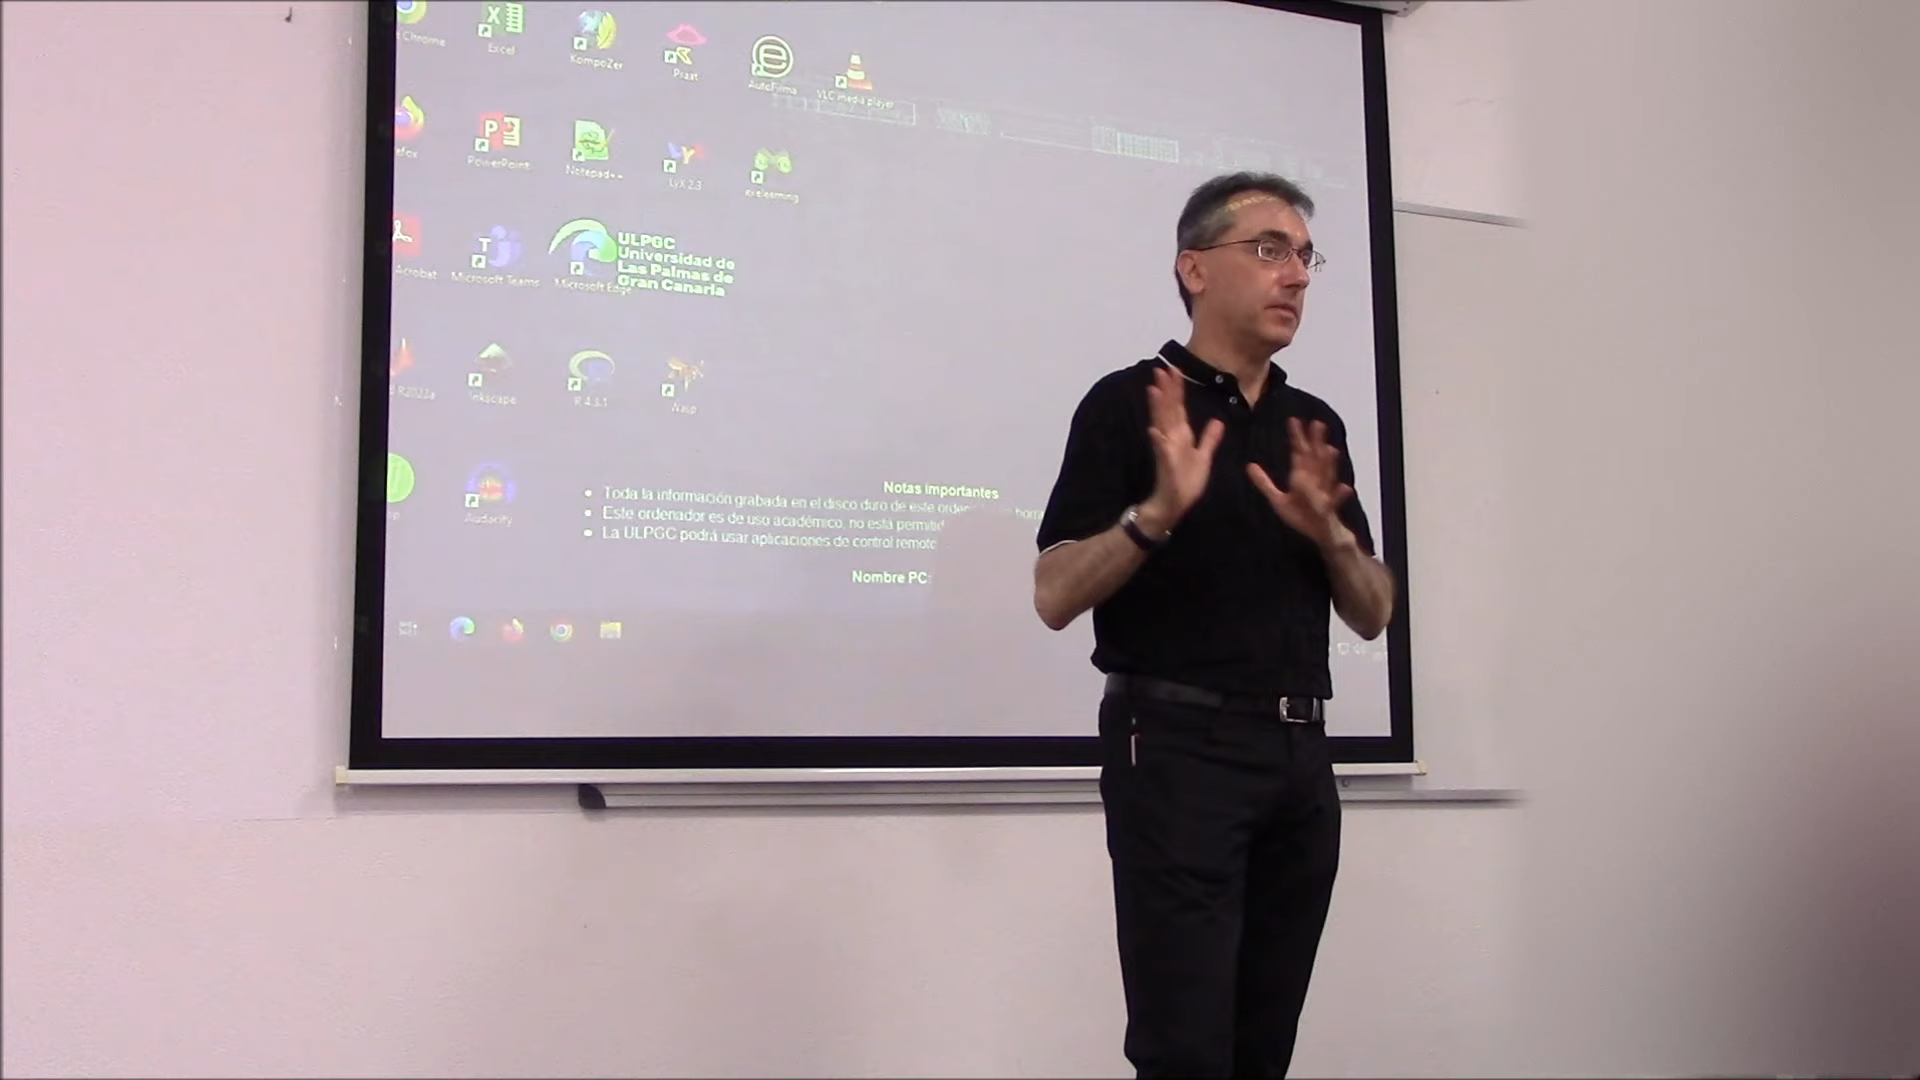 Chrome
Excel
KompoZer
Praat
AutoFirma
VLC media player
PowerPoint
Notepad++
LyX 2.3
exelearning
Acrobat
Microsoft Teams
Microsoft Edge
ULPGC
Universidad de
Las Palmas de
Gran Canaria
R2022a
Inkscape
R 4.3.1
Audacity
Notas importantes
Toda la información grabada en el disco duro de este
Este ordenador es de uso académico, no está
La ULPGC podrá usar aplicaciones de control remoto
Nombre PC: